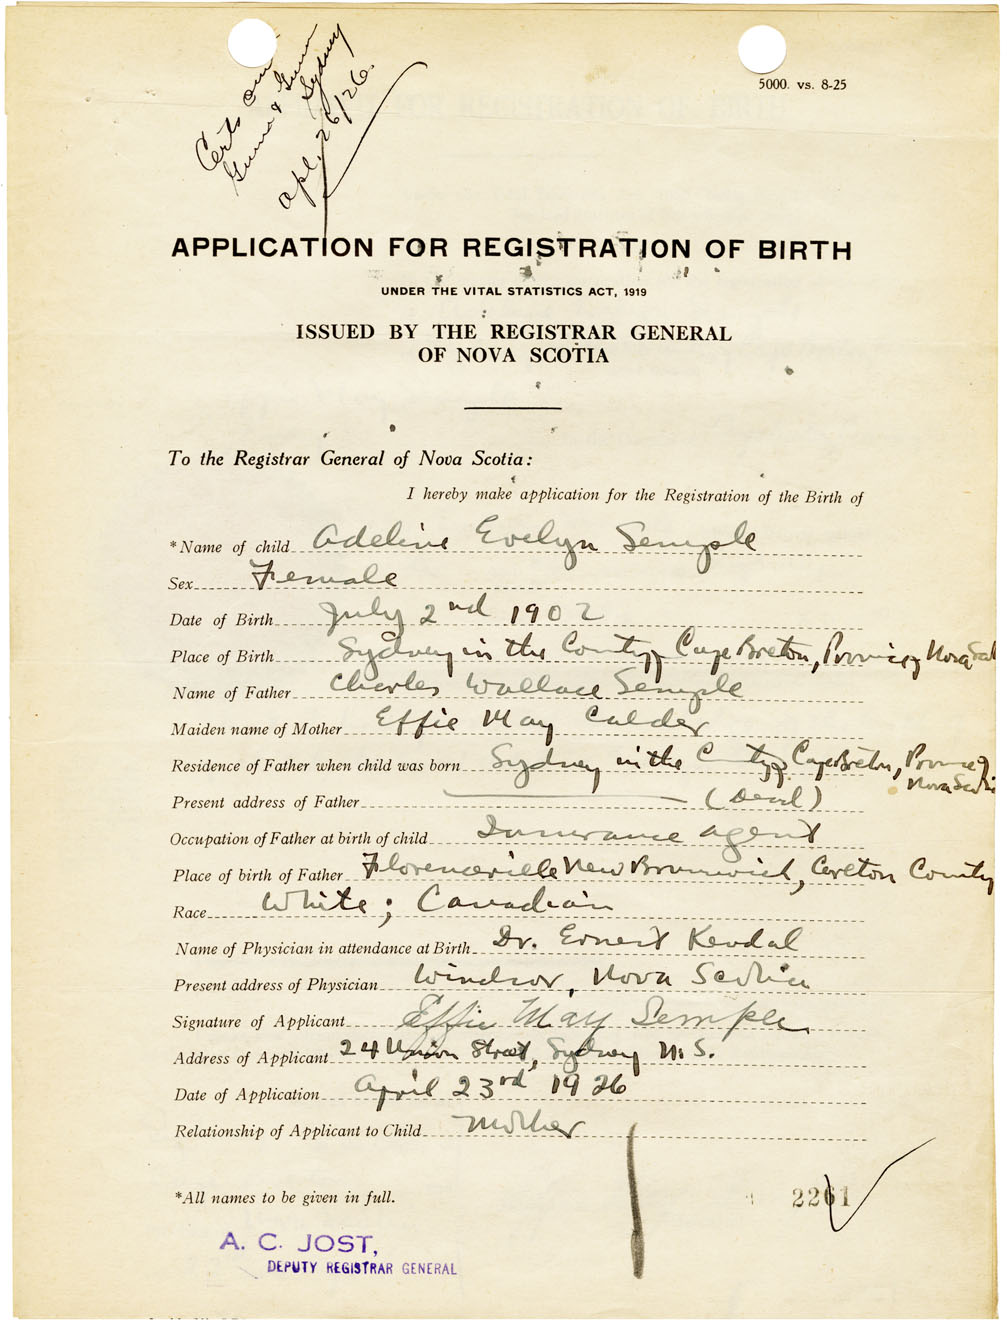 Certs
Gunn & Gunn
Sydney
Apl. 26/26.
5000. vs. 8-25
APPLICATION FOR REGISTRATION OF BIRTH
UNDER THE VITAL STATISTICS ACT, 1919
ISSUED BY THE REGISTRAR GENERAL
OF NOVA SCOTIA
To the Registrar General of Nova Scotia:
I hereby make application for the Registration of the Birth of
*Name of child Adeline Evelyn Semple
Sex Female
Date of Birth July 2nd 1902
Place of Birth Sydney in the County Cape Breton, Province Nova
Name of Father Charles Wallace Semple
Maiden name of Mother Effie May Calder
Residence of Father when child was born Sydney in the County Cape Breton, Province
Nova Scotia
Present address of Father (Dead)
Occupation of Father at birth of child Insurance agent
Place of birth of Father Florenceville New Brunswick, Carleton County
Race White; Canadian
Name of Physician in attendance at Birth Dr. Ernest Kendal
Present address of Physician Windsor, Nova Scotia
Signature of Applicant Effie May Semple
Address of Applicant 24 Union Street, Sydney N.S.
Date of Application April 23rd 1926
Relationship of Applicant to Child Mother
*All names to be given in full.
2261
A. C. JOST,
DEPUTY REGISTRAR GENERAL